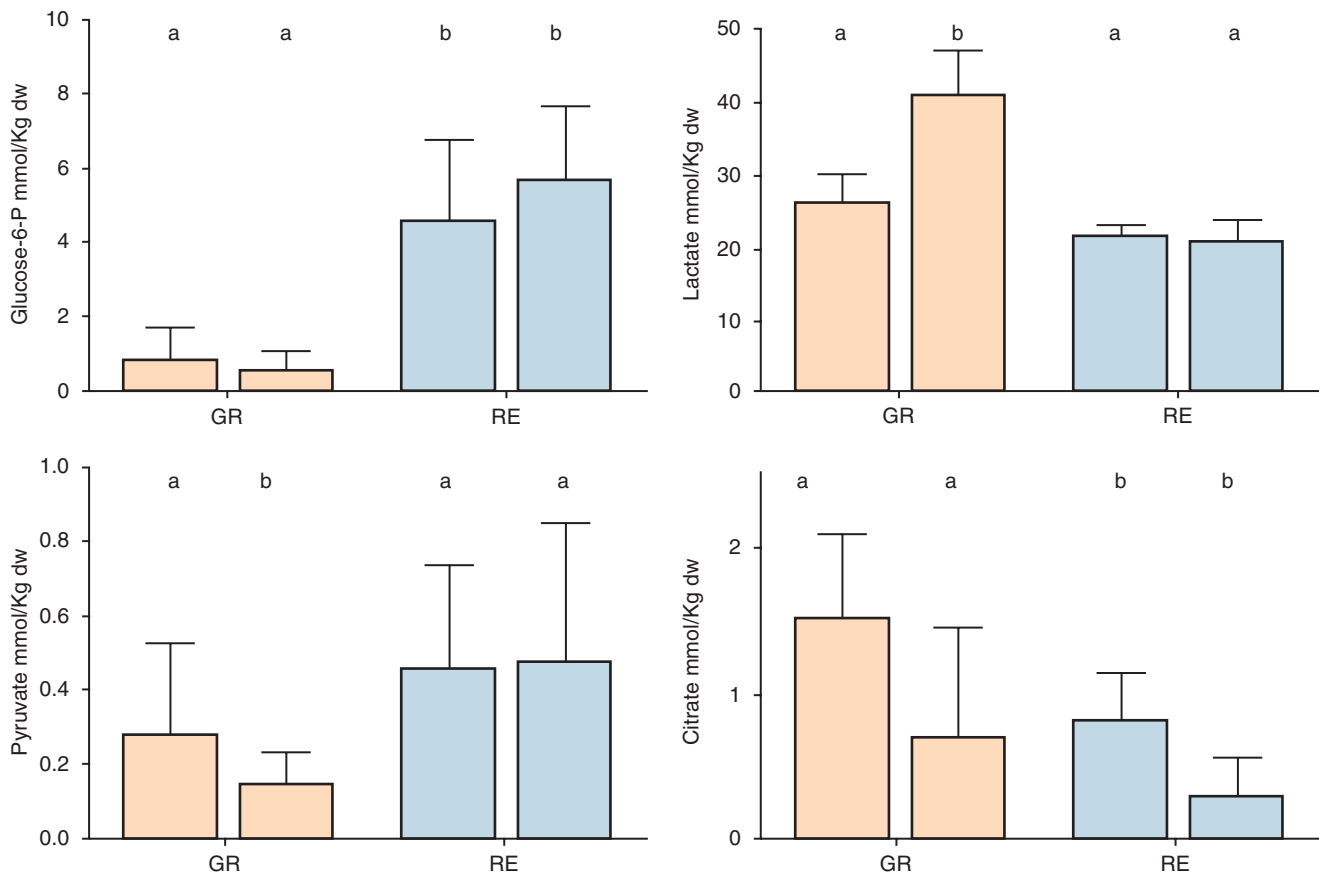 Glucose-6-P mmol/Kg dw
10
8
6
4
2
0
a a b b
GR RE
Lactate mmol/Kg dw
50
40
30
20
10
0
a b a a
GR RE
Pyruvate mmol/Kg dw
1.0
0.8
0.6
0.4
0.2
0.0
a b a a
GR RE
Citrate mmol/Kg dw
2
1
0
a a b b
GR RE